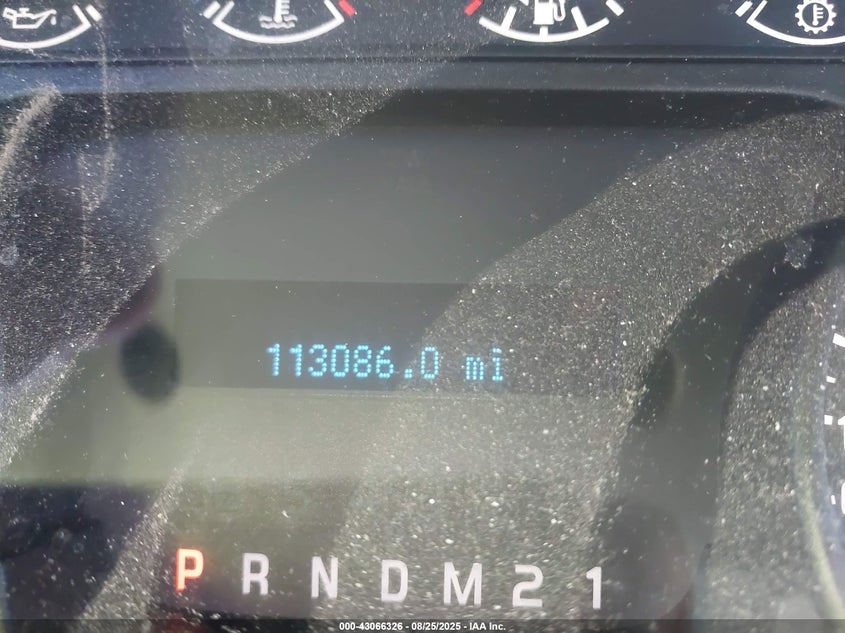 113086.0 mi
P R N D M 2 1
000-43066326 - 08/25/2025 - IAA Inc.